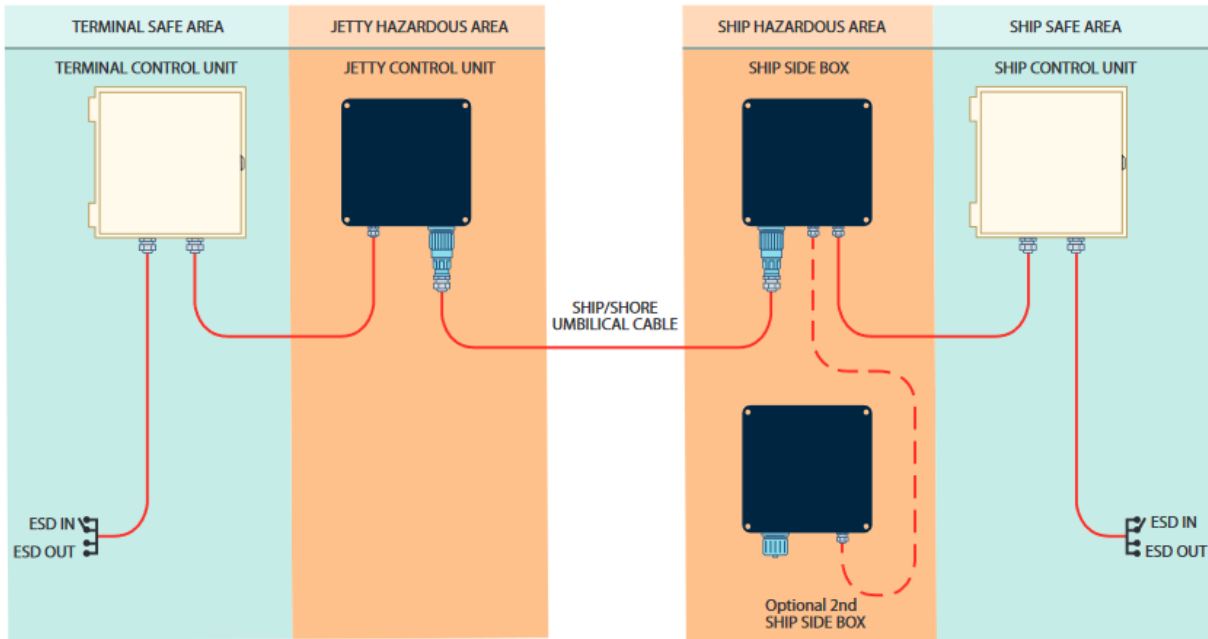 TERMINAL SAFE AREA
JETTY HAZARDOUS AREA
SHIP HAZARDOUS AREA
SHIP SAFE AREA
TERMINAL CONTROL UNIT
JETTY CONTROL UNIT
SHIP SIDE BOX
SHIP CONTROL UNIT
SHIP/SHORE
UMBILICAL CABLE
ESD IN
ESD OUT
ESD IN
ESD OUT
Optional 2nd
SHIP SIDE BOX